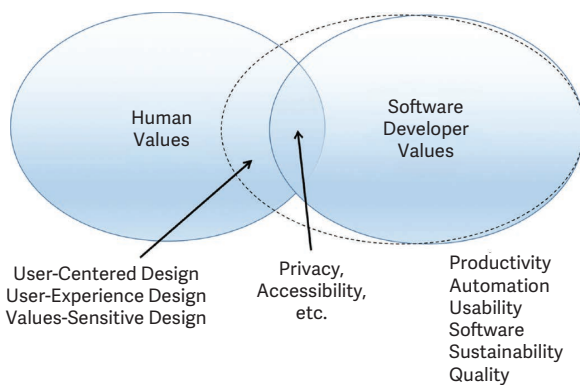 Human
Values
Software
Developer
Values
User-Centered Design
User-Experience Design
Values-Sensitive Design
Privacy,
Accessibility,
etc.
Productivity
Automation
Usability
Software
Sustainability
Quality